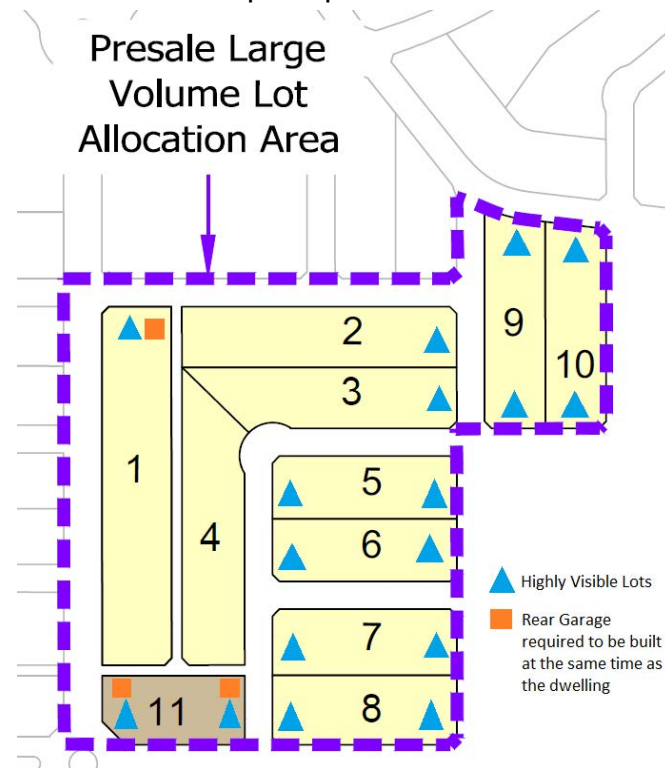 Presale Large
Volume Lot
Allocation Area
2
9
3
10
1
5
4
6
7
11
8
Highly Visible Lots
Rear Garage
required to be built
at the same time as
the dwelling